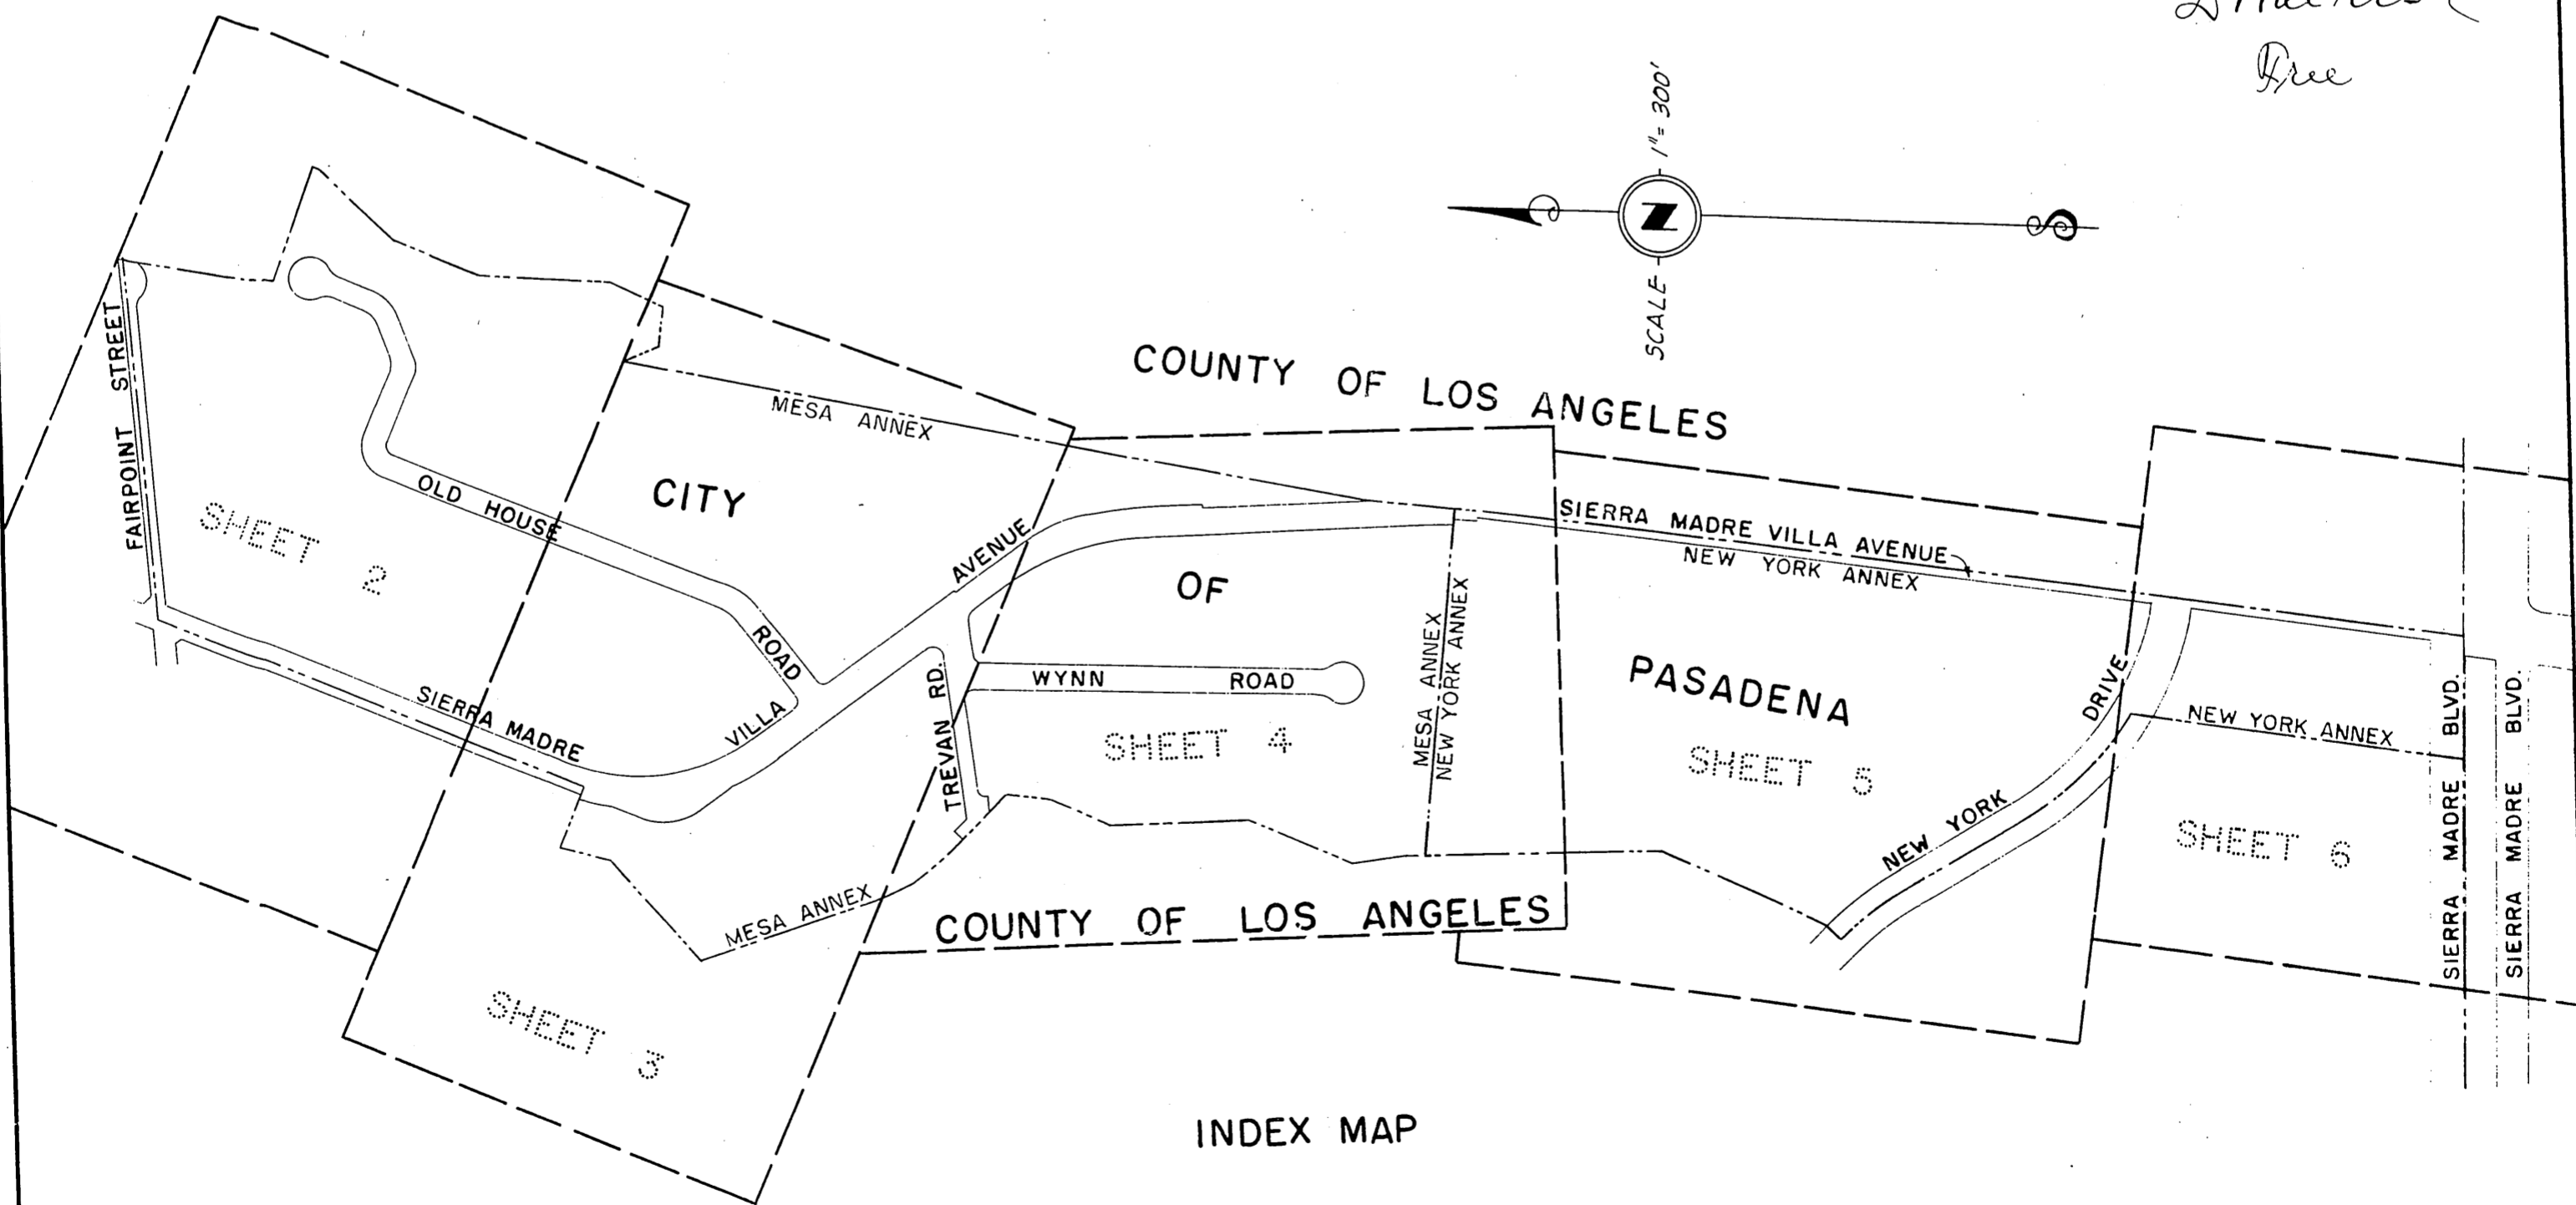 Free
SCALE 1"= 300'
N
COUNTY OF LOS ANGELES
FAIRPOINT STREET
MESA ANNEX
CITY
OLD HOUSE
ROAD
SHEET 2
SIERRA MADRE
VILLA
AVENUE
SIERRA MADRE VILLA AVENUE
NEW YORK ANNEX
OF
TREVAN RD.
WYNN ROAD
SHEET 4
MESA ANNEX
NEW YORK ANNEX
PASADENA
SHEET 5
NEW YORK
DRIVE
NEW YORK ANNEX
SHEET 6
SIERRA MADRE BLVD.
SIERRA MADRE BLVD.
MESA ANNEX
COUNTY OF LOS ANGELES
SHEET 3
INDEX MAP